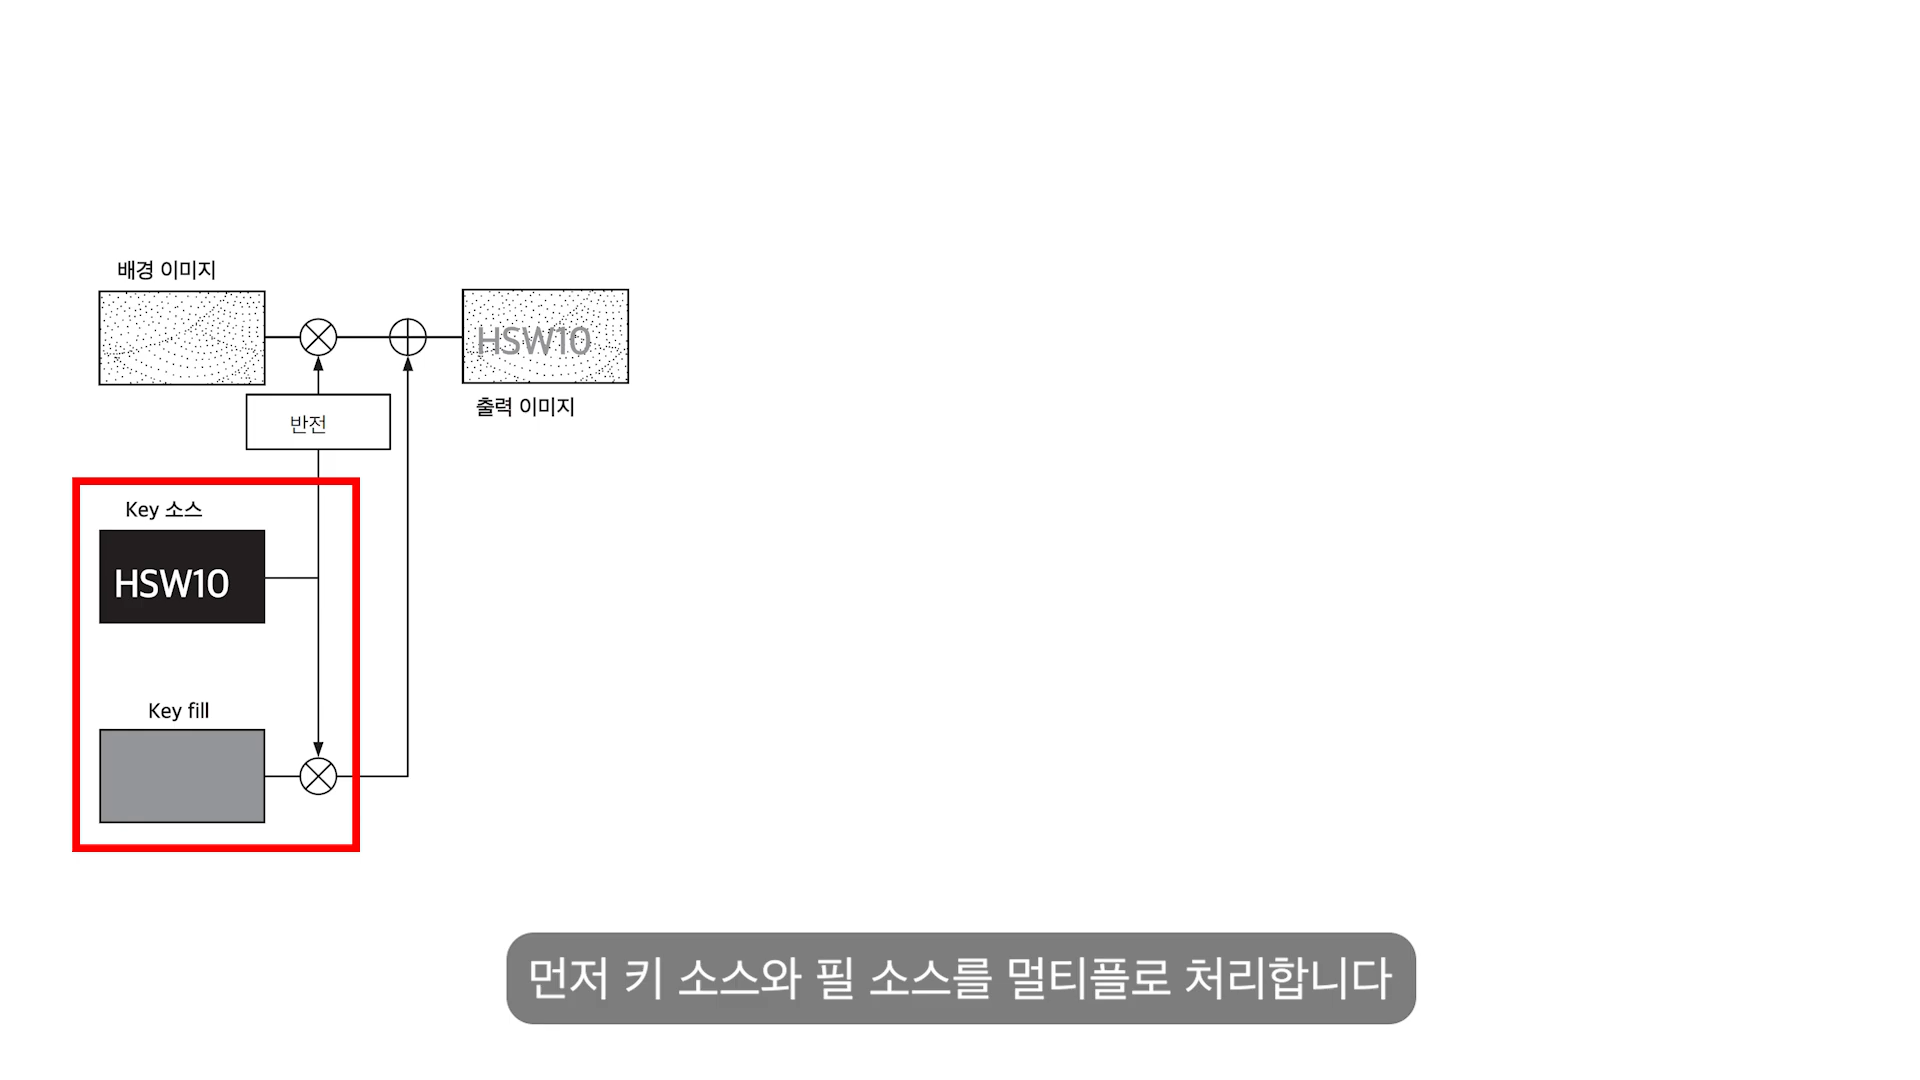 배경 이미지
HSW10
출력 이미지
반전
Key 소스
HSW10
Key fill
먼저 키 소스와 필 소스를 멀티플로 처리합니다